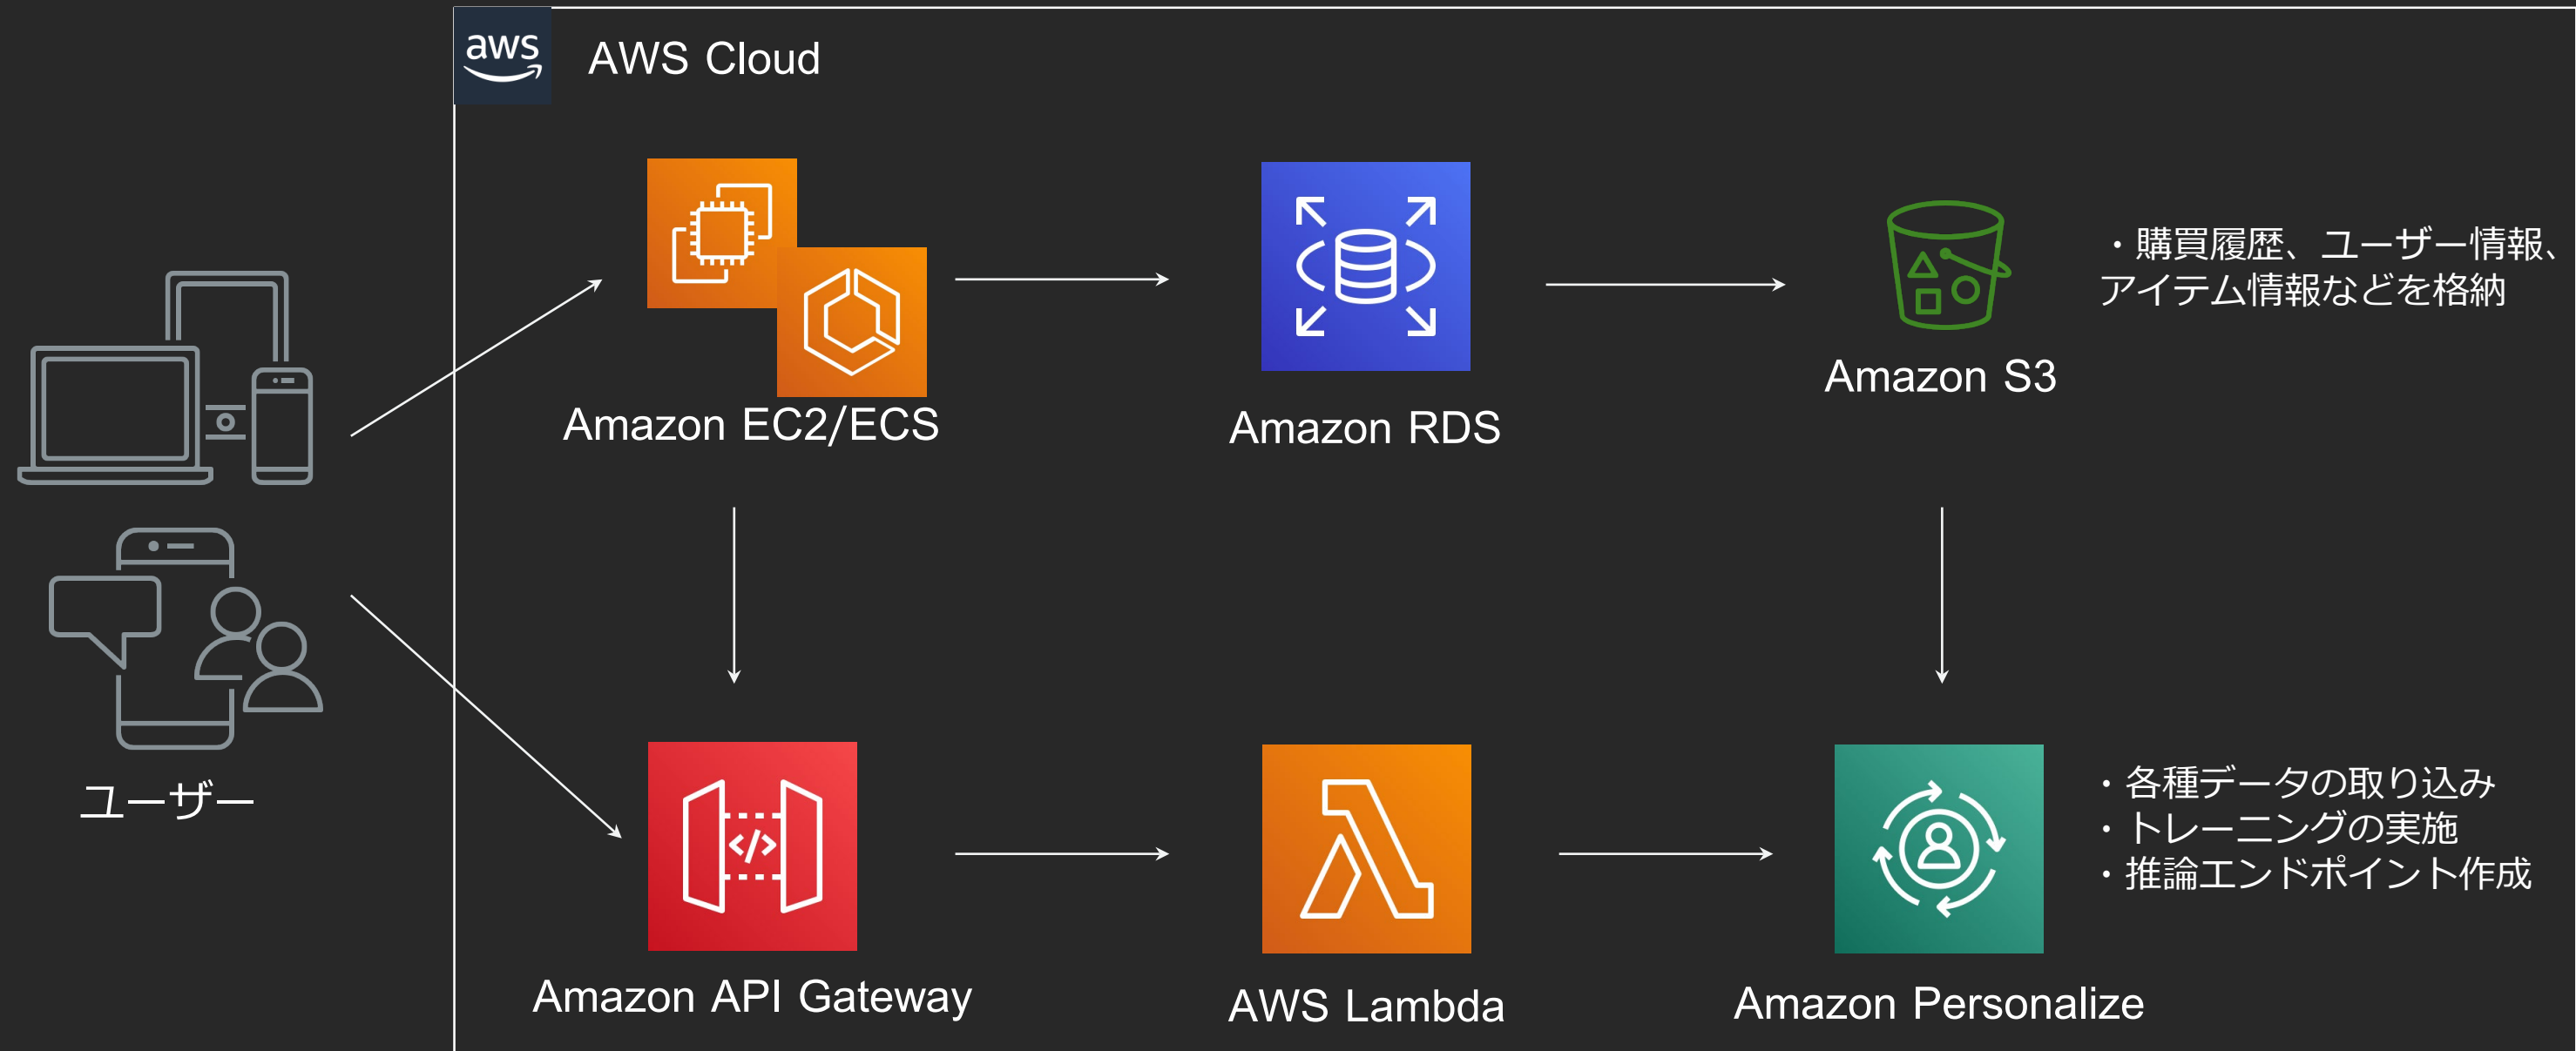 aws
AWS Cloud
Amazon EC2/ECS
Amazon RDS
Amazon S3
・購買履歴、ユーザー情報、
アイテム情報などを格納
ユーザー
Amazon API Gateway
AWS Lambda
Amazon Personalize
・各種データの取り込み
・トレーニングの実施
・推論エンドポイント作成